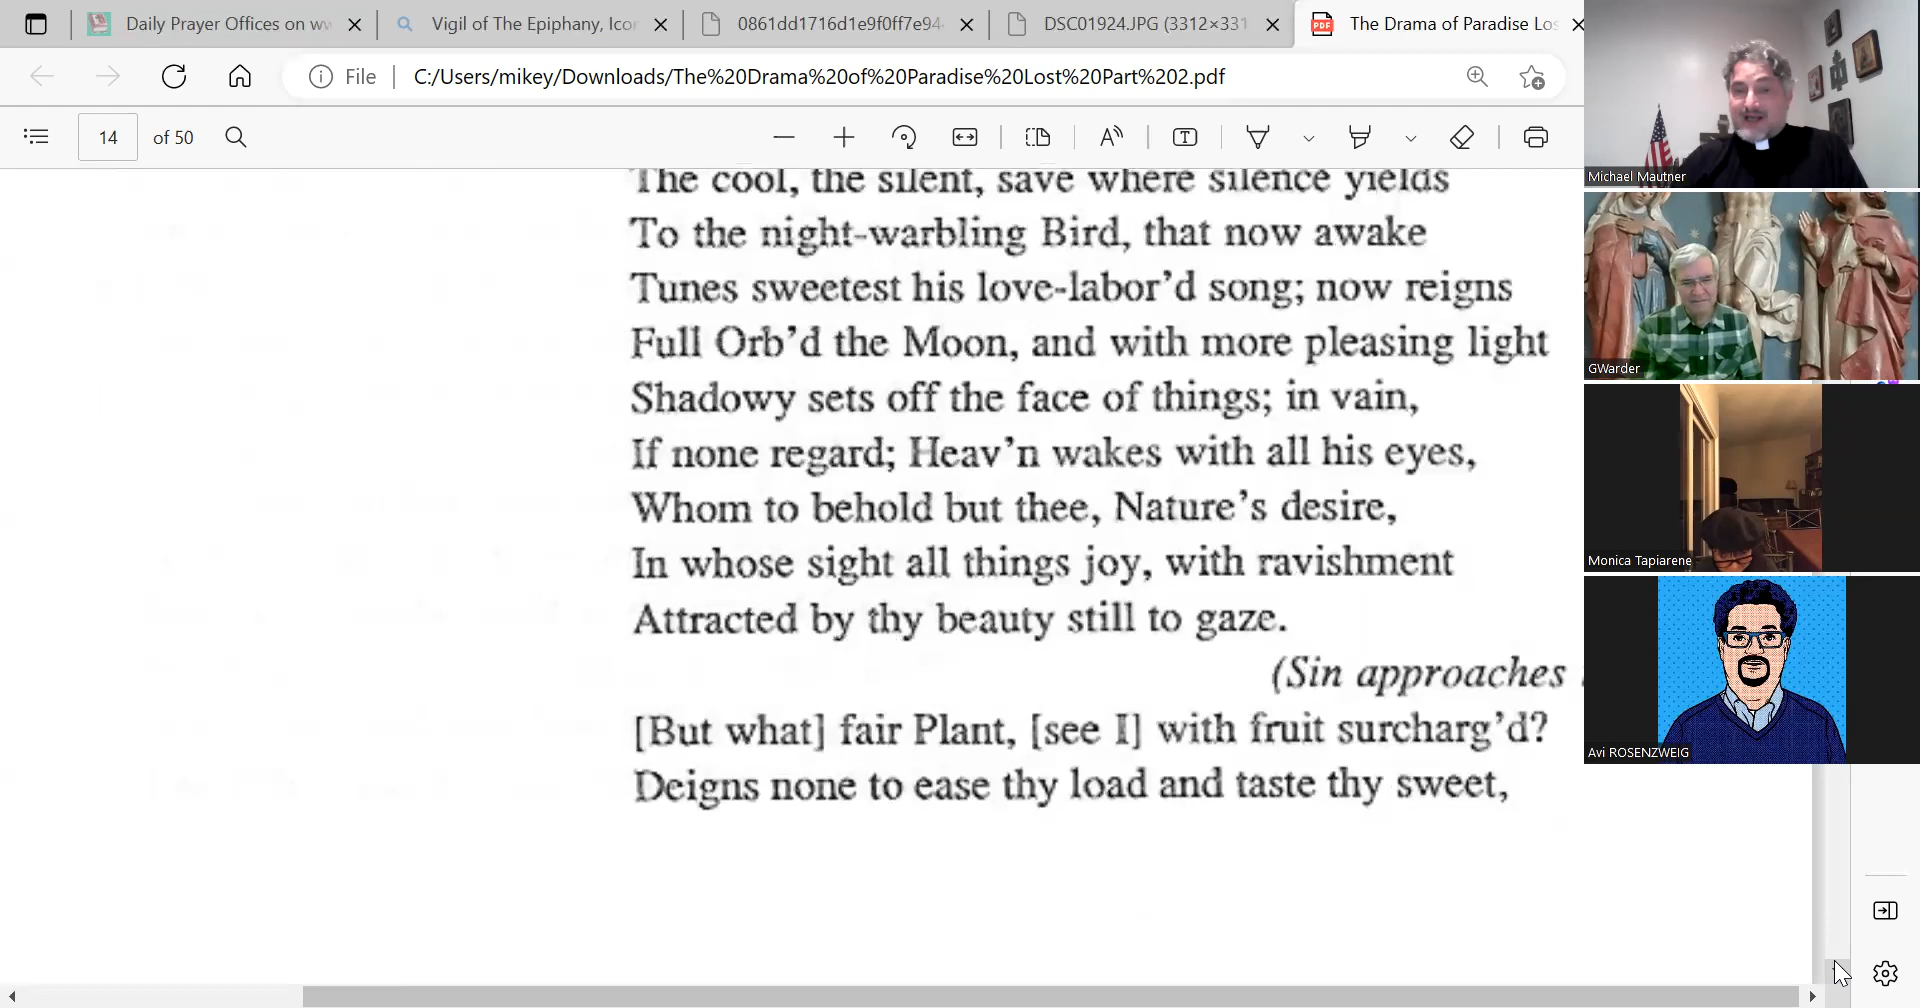 Daily Prayer Offices on ww
Vigil of The Epiphany, Icon
0861dd1716d1e9f0ff7e94
DSC01924.JPG (3312×331
PDF
The Drama of Paradise Los
File
C:/Users/mikey/Downloads/The%20Drama%20of%20Paradise%20Lost%20Part%202.pdf
14
of 50
The cool, the silent, save where silence yields
To the night-warbling Bird, that now awake
Tunes sweetest his love-labor'd song; now reigns
Full Orb'd the Moon, and with more pleasing light
Shadowy sets off the face of things; in vain,
If none regard; Heav'n wakes with all his eyes,
Whom to behold but thee, Nature's desire,
In whose sight all things joy, with ravishment
Attracted by thy beauty still to gaze.
(Sin approaches
[But what] fair Plant, [see I] with fruit surcharg'd?
Deigns none to ease thy load and taste thy sweet,
Michael Mautner
GWarder
Monica Tapiarene
Avi ROSENZWEIG